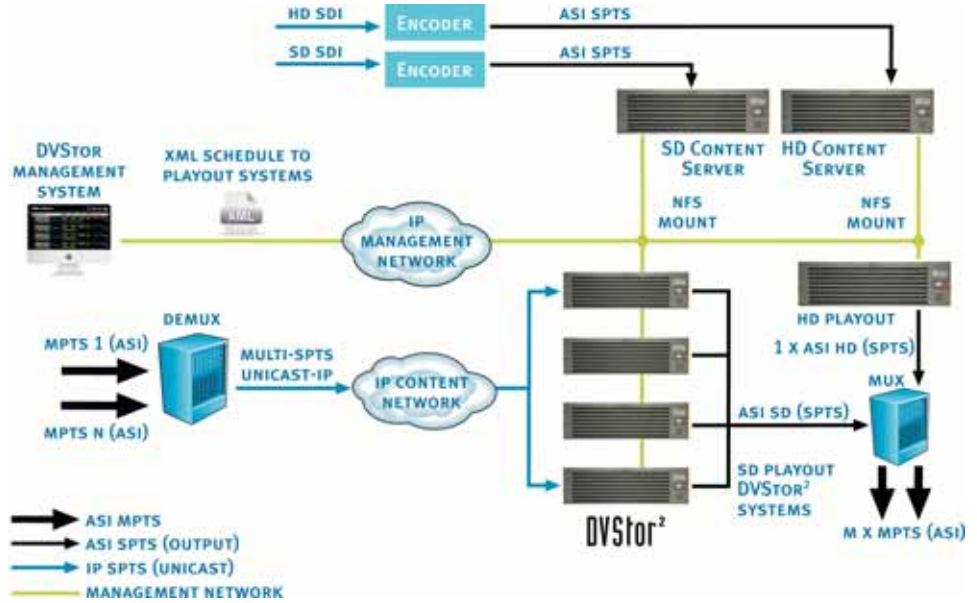 HD SDI
ENCODER
ASI SPTS
SD SDI
ENCODER
ASI SPTS
SD CONTENT
SERVER
HD CONTENT
SERVER
DVSTOR
MANAGEMENT
SYSTEM
XML SCHEDULE TO
PLAYOUT SYSTEMS
XML
IP
MANAGEMENT
NETWORK
NFS
MOUNT
NFS
MOUNT
HD PLAYOUT
1 X ASI HD (SPTS)
MUX
DEMUX
MPTS 1 (ASI)
MPTS N (ASI)
MULTI-SPTS
UNICAST-IP
IP CONTENT
NETWORK
ASI SD (SPTS)
SD PLAYOUT
DVSTOR²
SYSTEMS
DVStor²
M X MPTS (ASI)
ASI MPTS
ASI SPTS (OUTPUT)
IP SPTS (UNICAST)
MANAGEMENT NETWORK